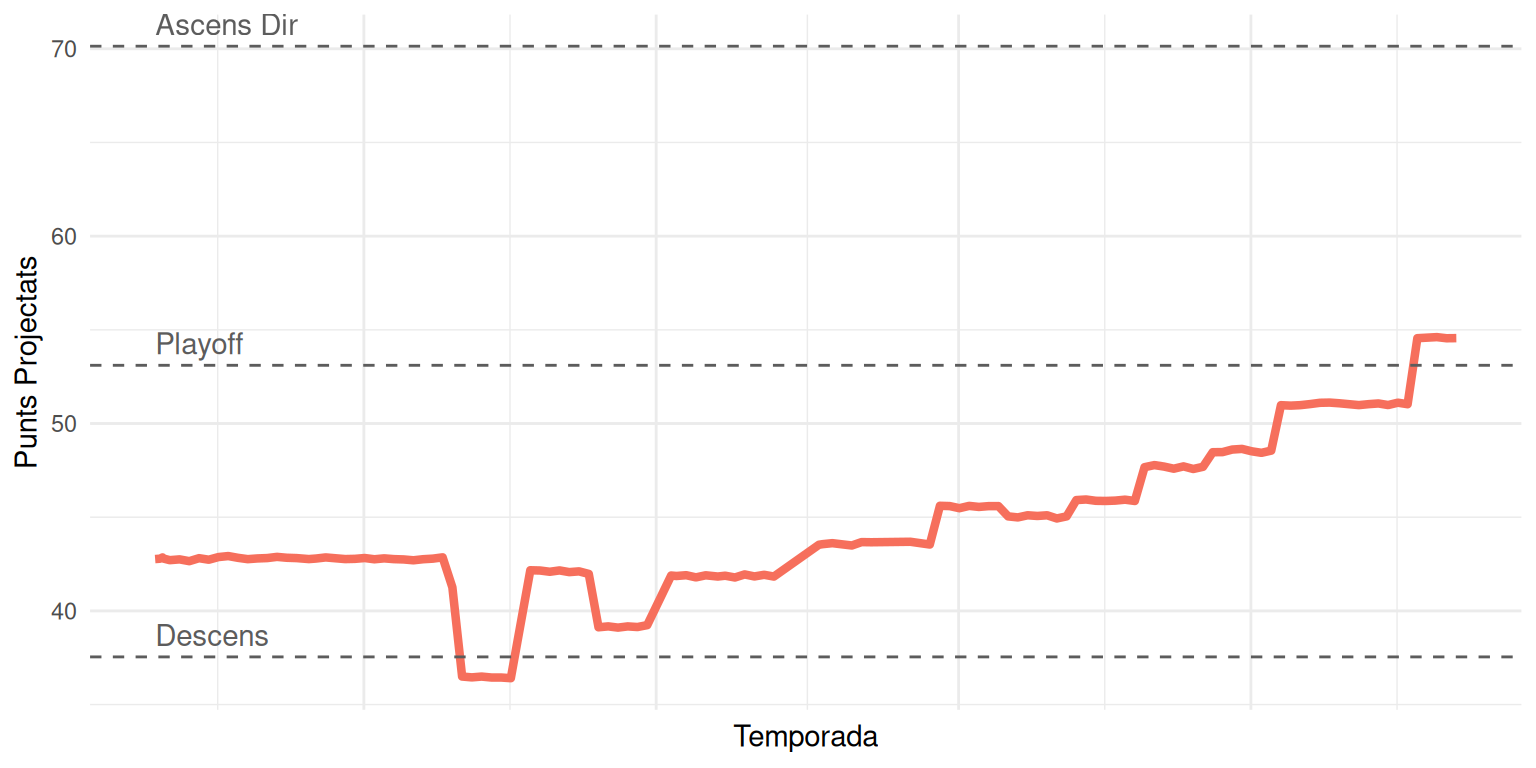 Ascens Dir
70
60
Punts Projectats
Playoff
50
40
Descens
Temporada